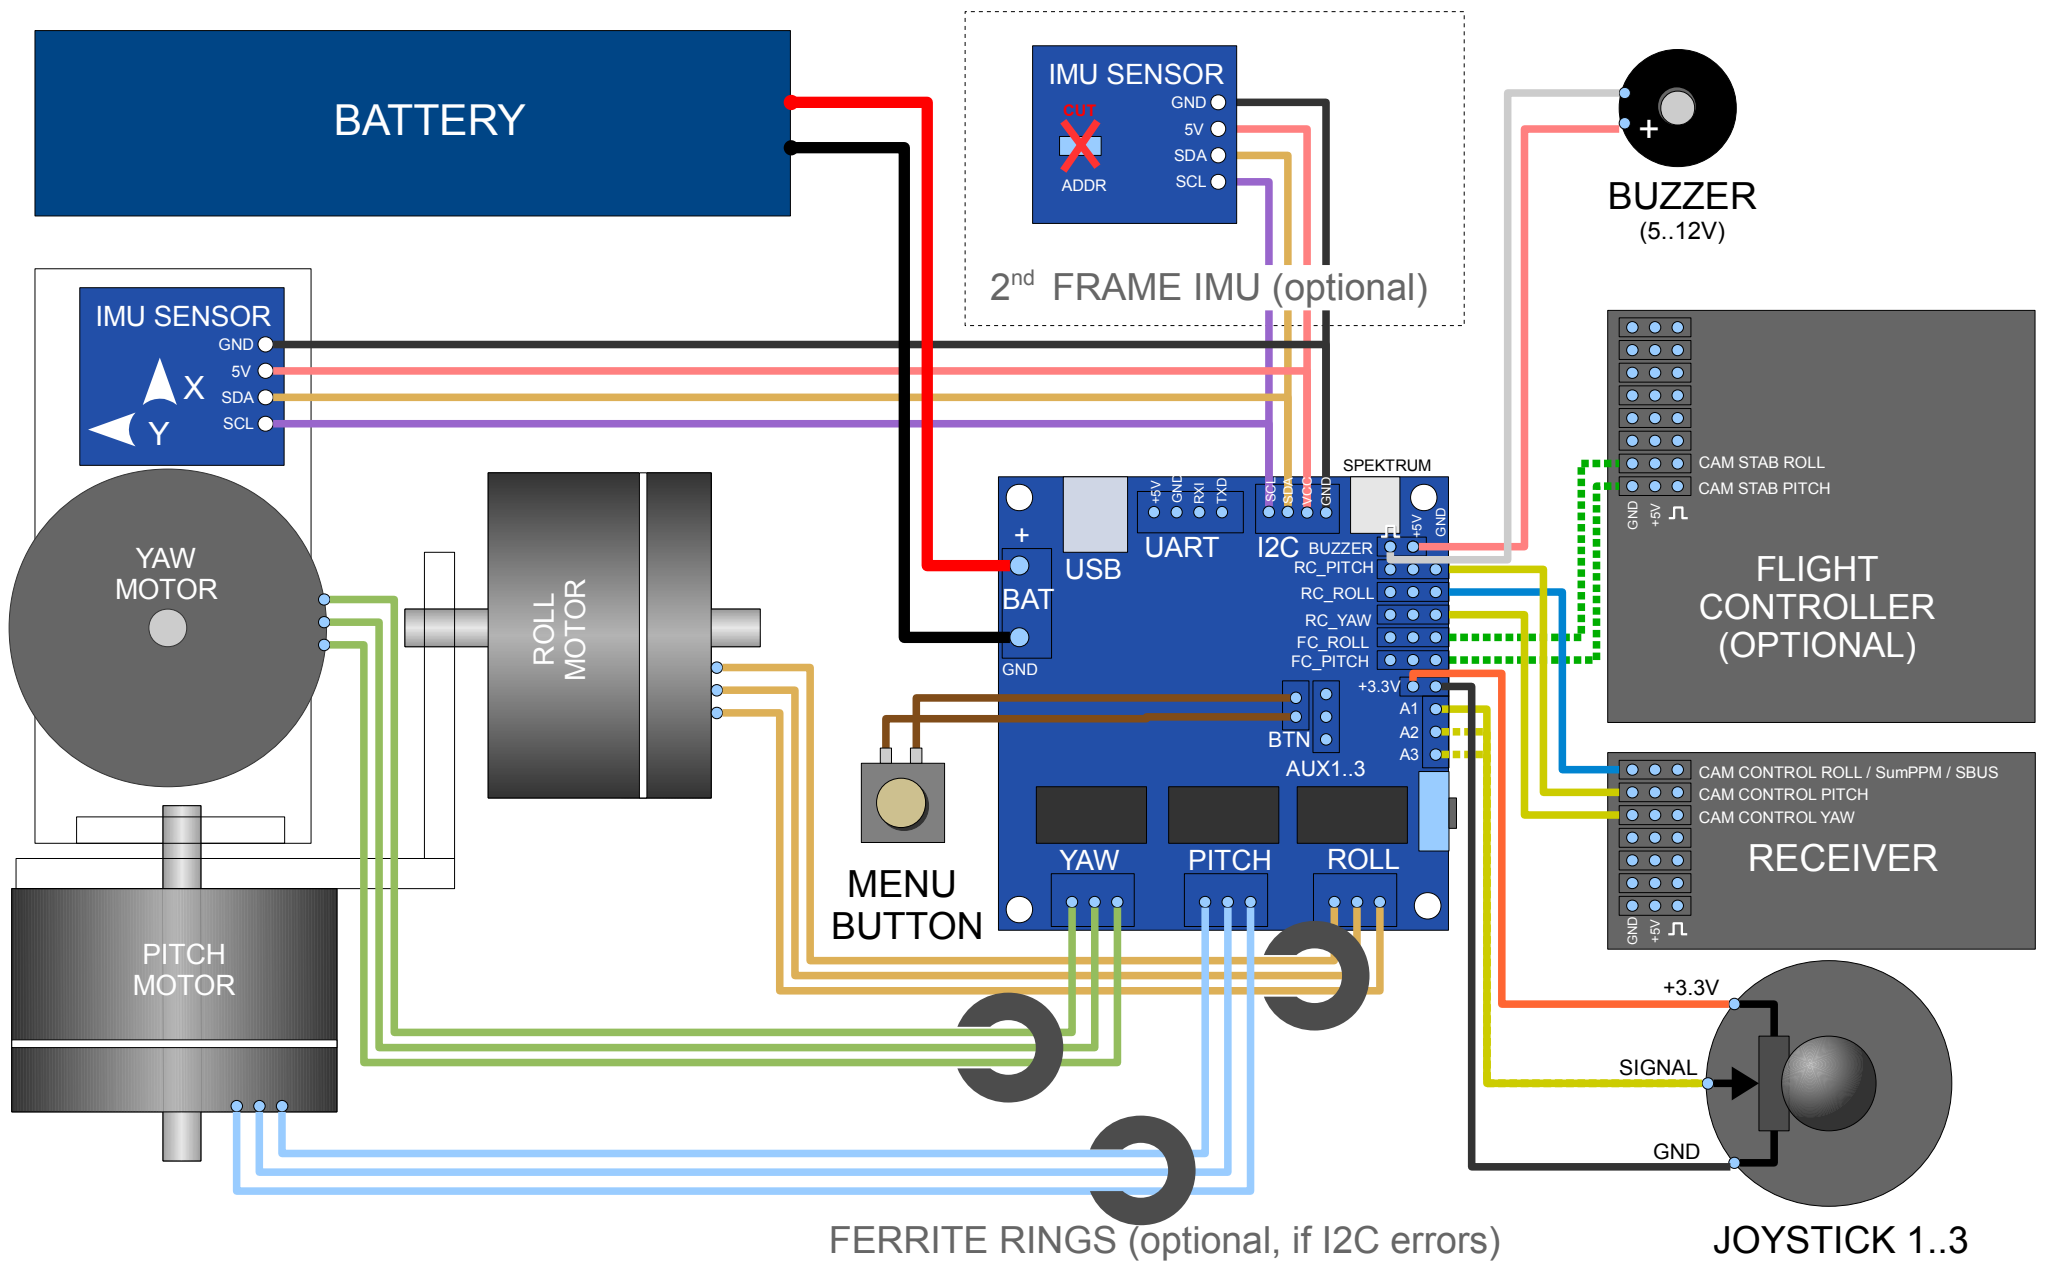 BATTERY
IMU SENSOR
CUT
ADDR
GND
5V
SDA
SCL
2nd FRAME IMU (optional)
+
BUZZER
(5..12V)
IMU SENSOR
GND
5V
SDA
SCL
X
Y
YAW
MOTOR
ROLL
MOTOR
PITCH
MOTOR
SPEKTRUM
+5V
GND
RXI
TXD
UART
SCL
SDA
VCC
GND
I2C
USB
+
BAT
GND
+5V
GND
BUZZER
RC_PITCH
RC_ROLL
RC_YAW
FC_ROLL
FC_PITCH
+3.3V
A1
A2
A3
BTN
AUX1..3
YAW
PITCH
ROLL
MENU
BUTTON
CAM STAB ROLL
CAM STAB PITCH
GND
+5V
FLIGHT
CONTROLLER
(OPTIONAL)
CAM CONTROL ROLL / SumPPM / SBUS
CAM CONTROL PITCH
CAM CONTROL YAW
RECEIVER
GND
+5V
+3.3V
SIGNAL
GND
JOYSTICK 1..3
FERRITE RINGS (optional, if I2C errors)